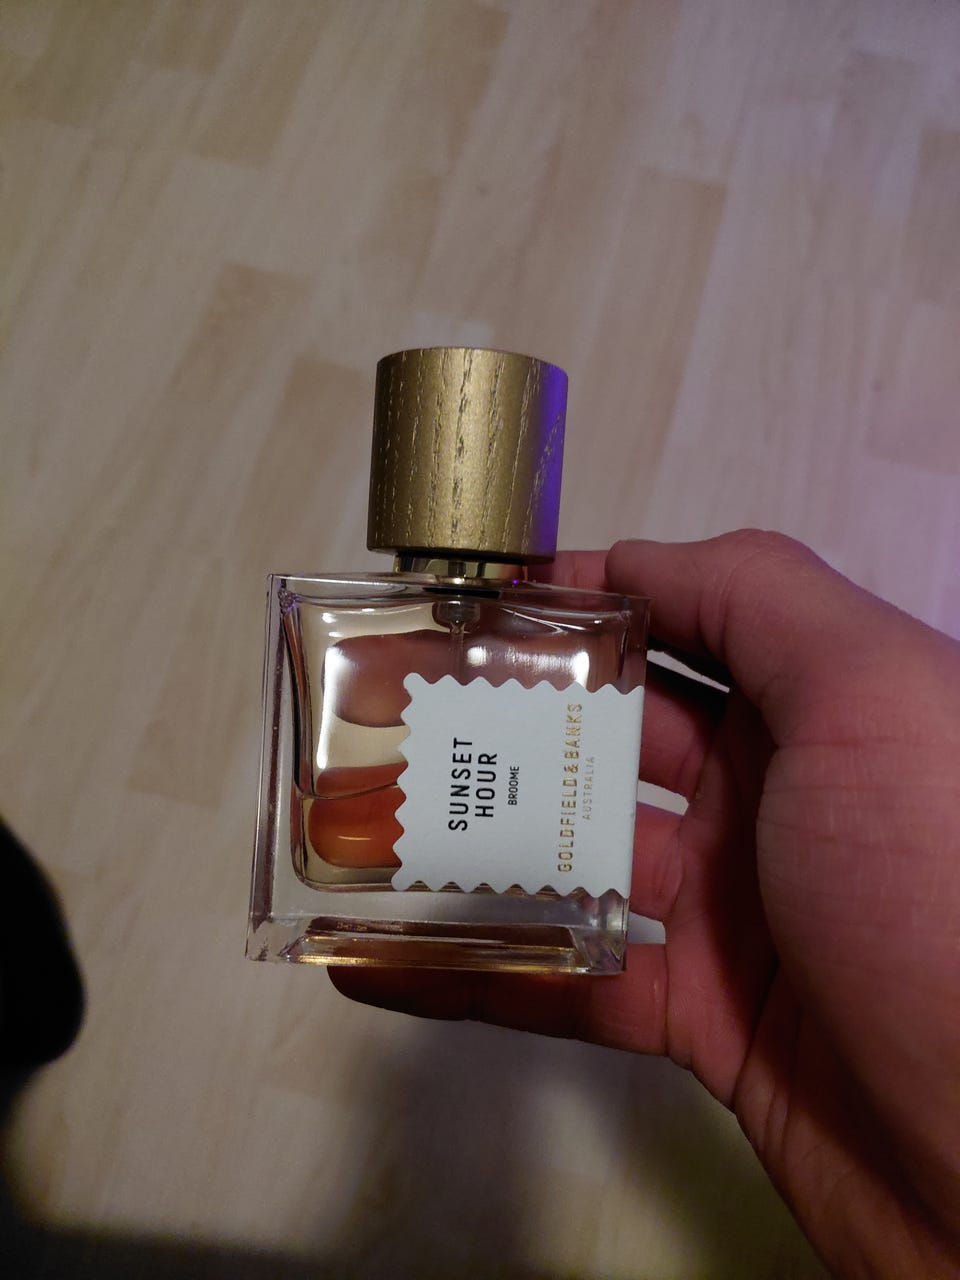 SUNSET
HOUR
BROOME
GOLDFIELD & BANKS
AUSTRALIA